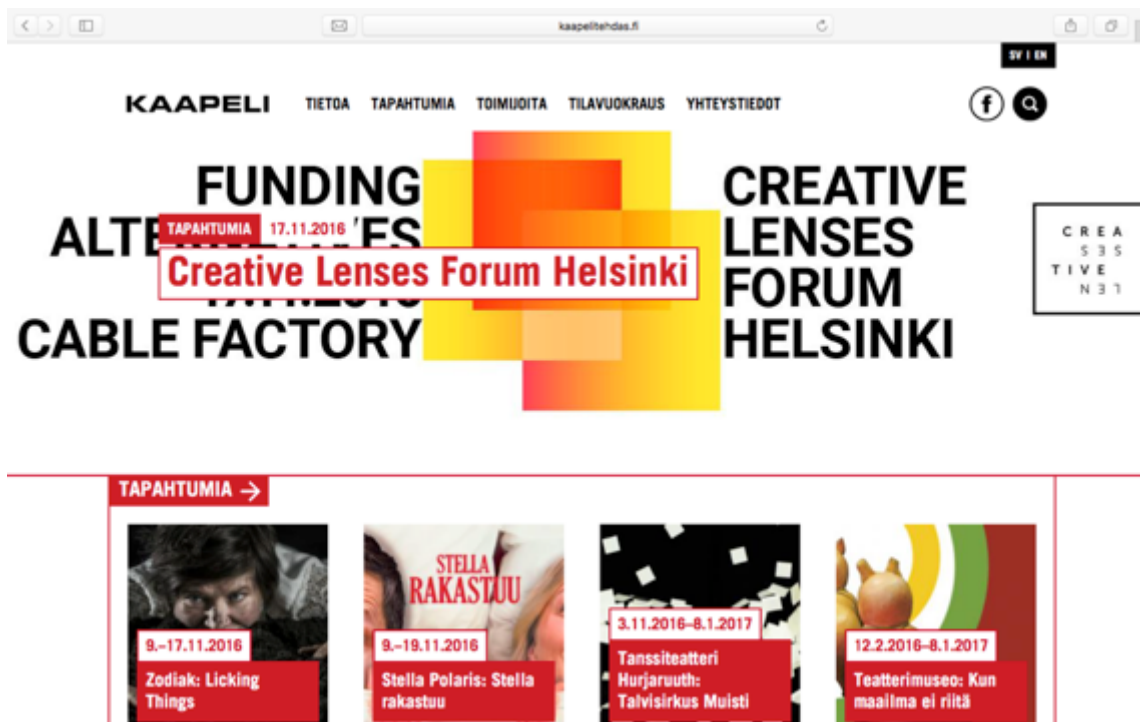 kaapelitehdas.fi
SV | EN
KAAPELI TIETOA TAPAHTUMIA TOIMIJOITA TILAVUOKRAUS YHTEYSTIEDOT
FUNDING
CABLE FACTORY
CREATIVE
LENSES
FORUM
HELSINKI
TAPAHTUMIA 17.11.2016
Creative Lenses Forum Helsinki
CREA
SES
TIVE
LEN
TAPAHTUMIA
STELLA
RAKASTUU
9.–17.11.2016
Zodiak: Licking
Things
9.–19.11.2016
Stella Polaris: Stella
rakastuu
3.11.2016–8.1.2017
Tanssiteatteri
Hurjaruuth:
Talvisirkus Muisti
12.2.2016–8.1.2017
Teatterimuseo: Kun
maailma ei riitä